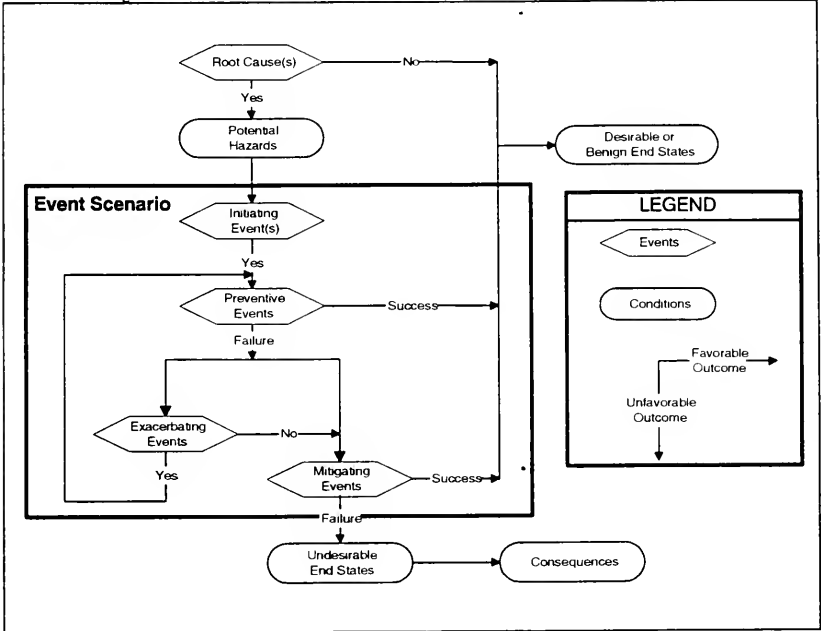 Root Cause(s)
No
Yes
Potential
Hazards
Desirable or
Benign End States
Event Scenario
Initiating
Event(s)
Yes
Preventive
Events
Success
Failure
Exacerbating
Events
No
Yes
Mitigating
Events
Success
Failure
Undesirable
End States
Consequences
LEGEND
Events
Conditions
Favorable
Outcome
Unfavorable
Outcome